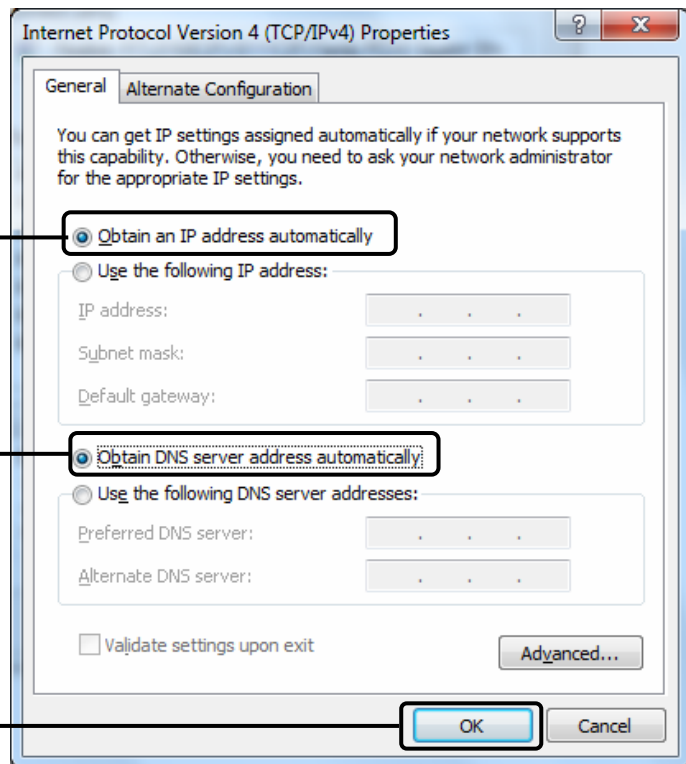 Internet Protocol Version 4 (TCP/IPv4) Properties
General
Alternate Configuration
You can get IP settings assigned automatically if your network supports
this capability. Otherwise, you need to ask your network administrator
for the appropriate IP settings.
Obtain an IP address automatically
Use the following IP address:
IP address:
Subnet mask:
Default gateway:
Obtain DNS server address automatically
Use the following DNS server addresses:
Preferred DNS server:
Alternate DNS server:
Validate settings upon exit
Advanced...
OK
Cancel